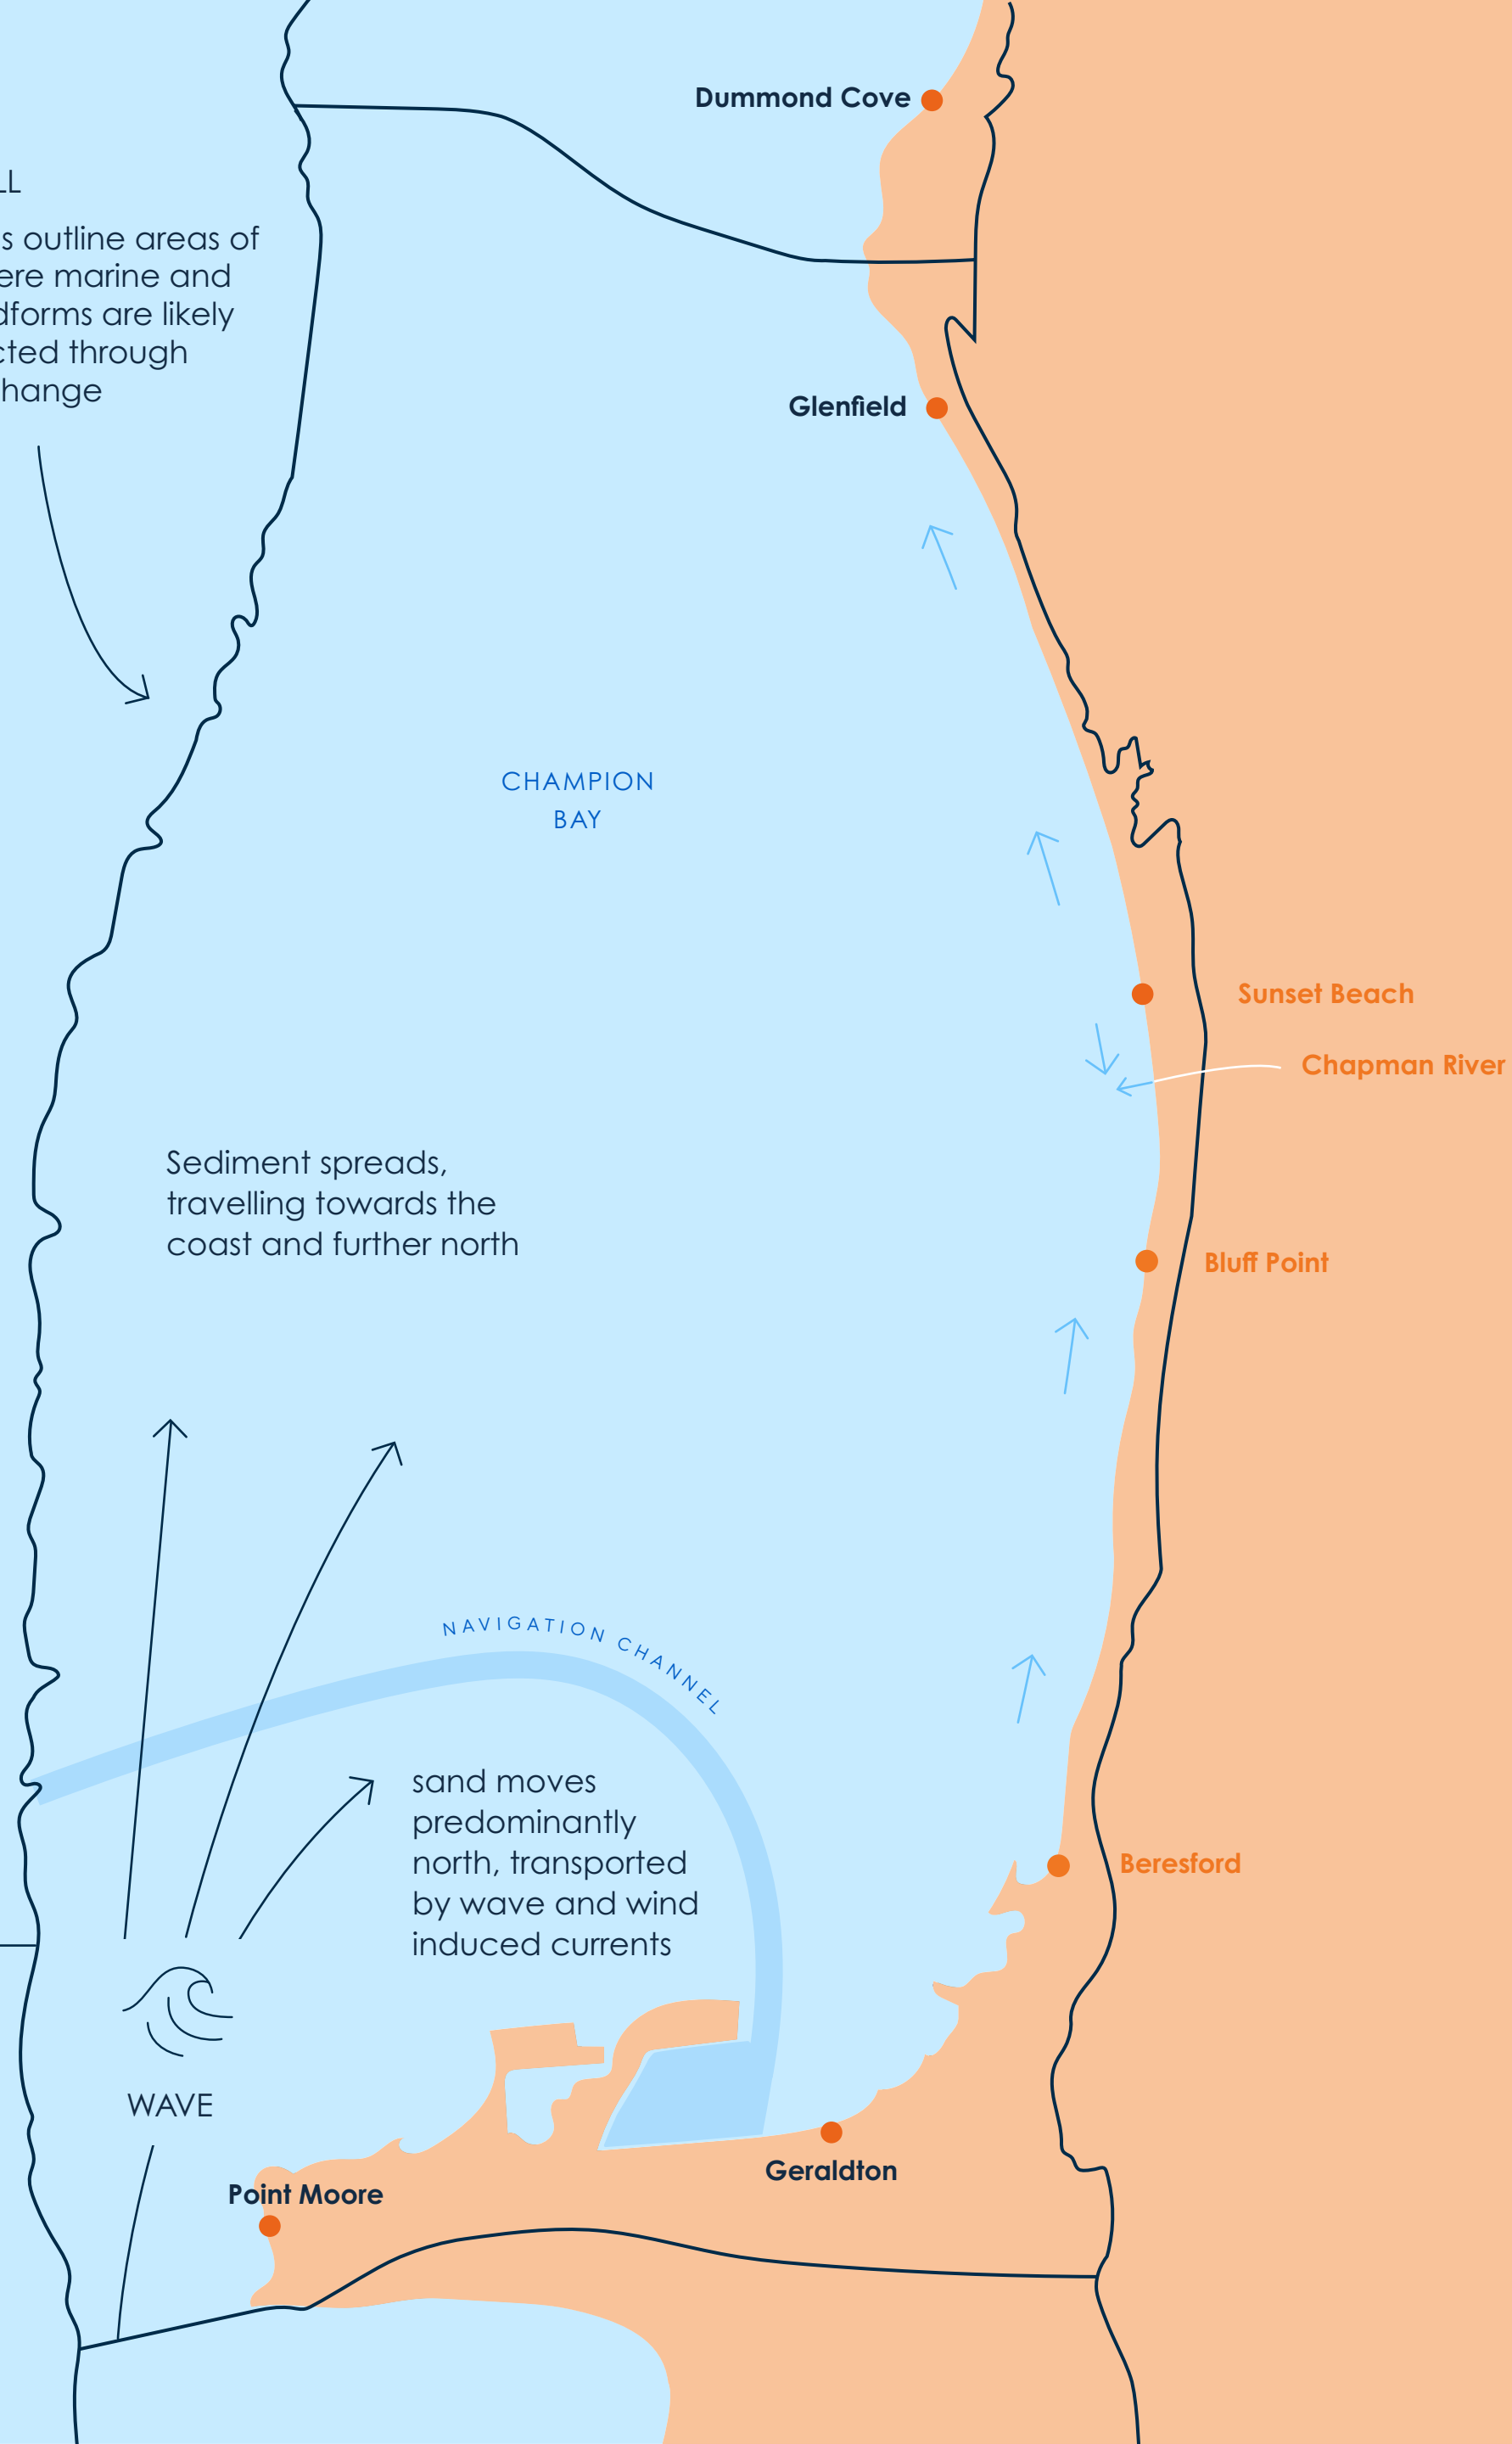 Dummond Cove
LL
s outline areas of
ere marine and
dforms are likely
cted through
hange
Glenfield
CHAMPION
BAY
Sunset Beach
Chapman River
Sediment spreads,
travelling towards the
coast and further north
Bluff Point
NAVIGATION CHANNEL
sand moves
predominantly
north, transported
by wave and wind
induced currents
Beresford
WAVE
Geraldton
Point Moore